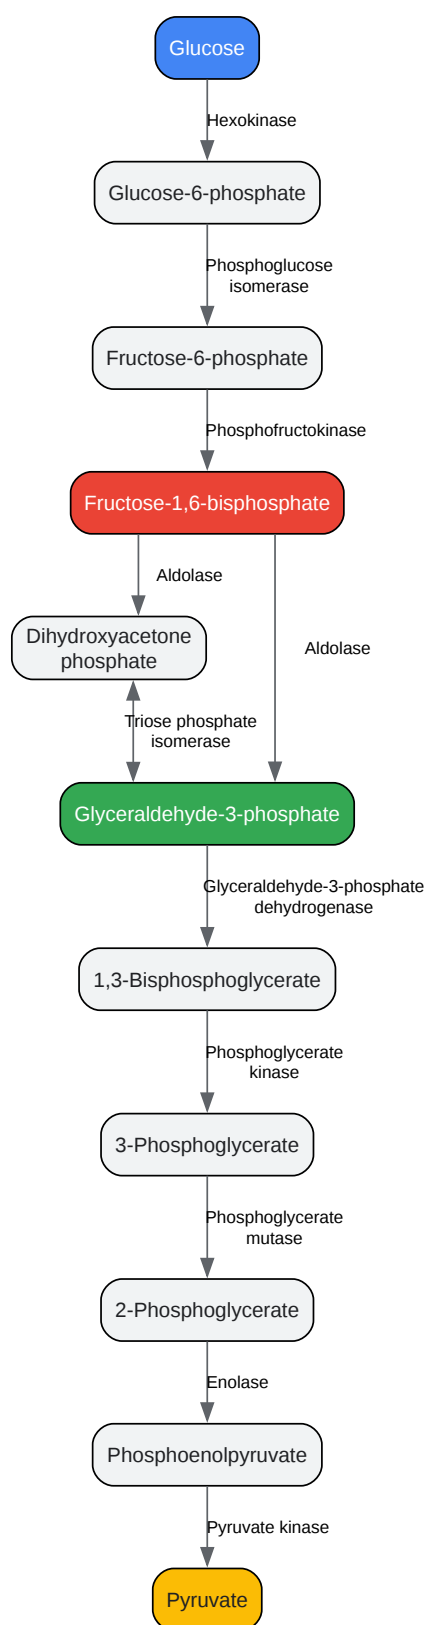 Glucose
Hexokinase
Glucose-6-phosphate
Phosphoglucose
isomerase
Fructose-6-phosphate
Phosphofructokinase
Fructose-1,6-bisphosphate
Aldolase
Dihydroxyacetone
phosphate
Aldolase
Triose phosphate
isomerase
Glyceraldehyde-3-phosphate
Glyceraldehyde-3-phosphate
dehydrogenase
1,3-Bisphosphoglycerate
Phosphoglycerate
kinase
3-Phosphoglycerate
Phosphoglycerate
mutase
2-Phosphoglycerate
Enolase
Phosphoenolpyruvate
Pyruvate kinase
Pyruvate